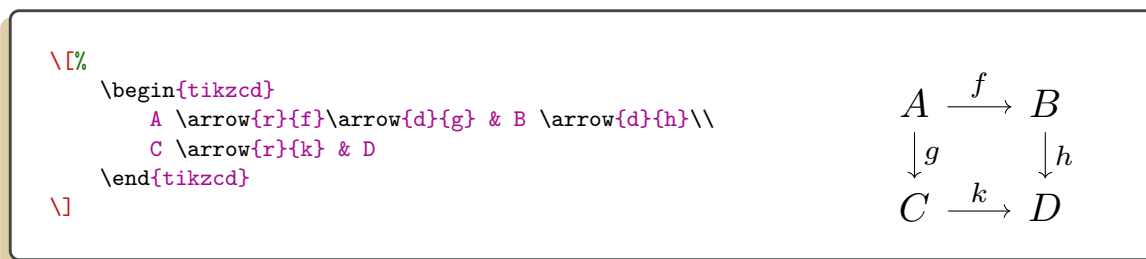 \[%
    \begin{tikzcd}
        A \arrow{r}{f}\arrow{d}{g} & B \arrow{d}{h}\\
        C \arrow{r}{k} & D
    \end{tikzcd}
\]
A f B
g h
C k D